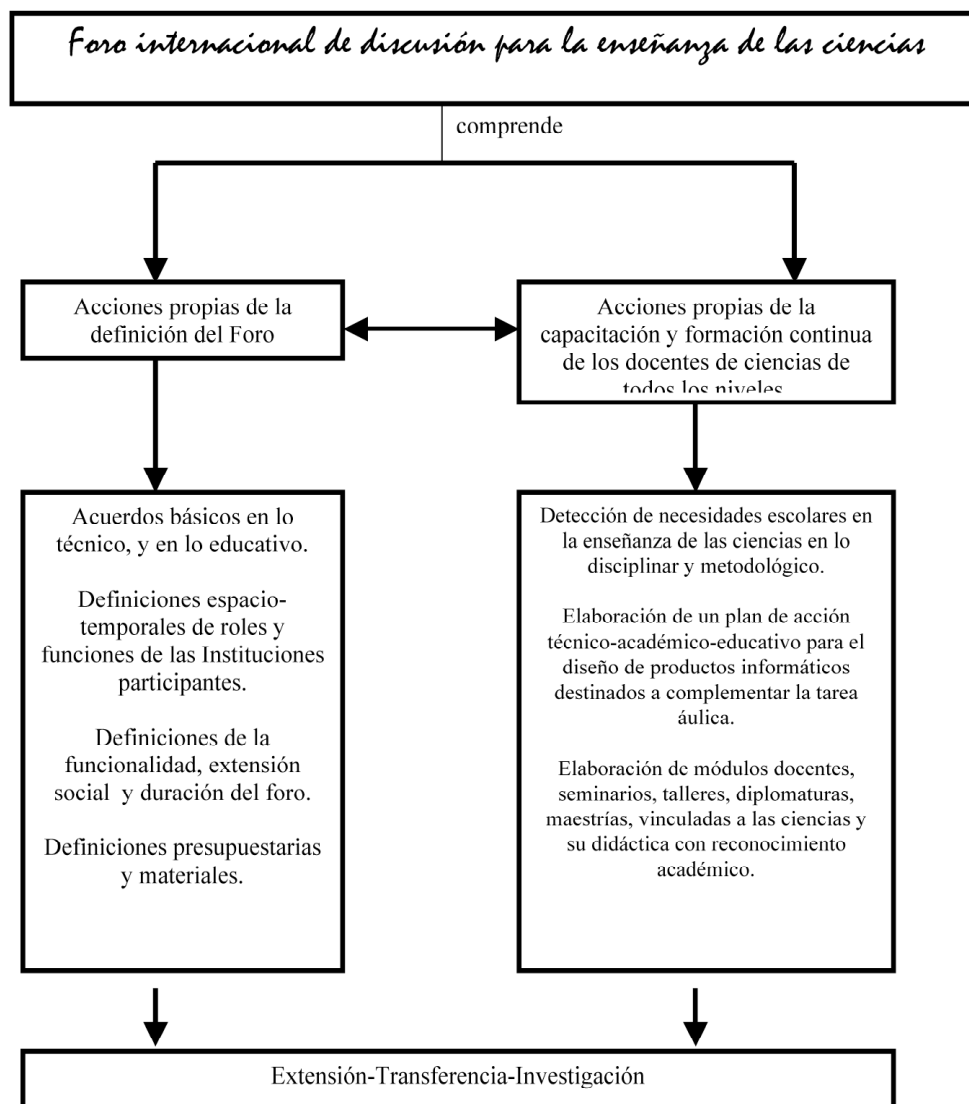 Foro internacional de discusión para la enseñanza de las ciencias
comprende
Acciones propias de la
definición del Foro
Acciones propias de la
capacitación y formación continua
de los docentes de ciencias de
todos los niveles
Acuerdos básicos en lo
técnico, y en lo educativo.
Definiciones espacio-
temporales de roles y
funciones de las Instituciones
participantes.
Definiciones de la
funcionalidad, extensión
social y duración del foro.
Definiciones presupuestarias
y materiales.
Detección de necesidades escolares en
la enseñanza de las ciencias en lo
disciplinar y metodológico.
Elaboración de un plan de acción
técnico-académico-educativo para el
diseño de productos informáticos
destinados a complementar la tarea
áulica.
Elaboración de módulos docentes,
seminarios, talleres, diplomaturas,
maestrías, vinculadas a las ciencias y
su didáctica con reconocimiento
académico.
Extensión-Transferencia-Investigación